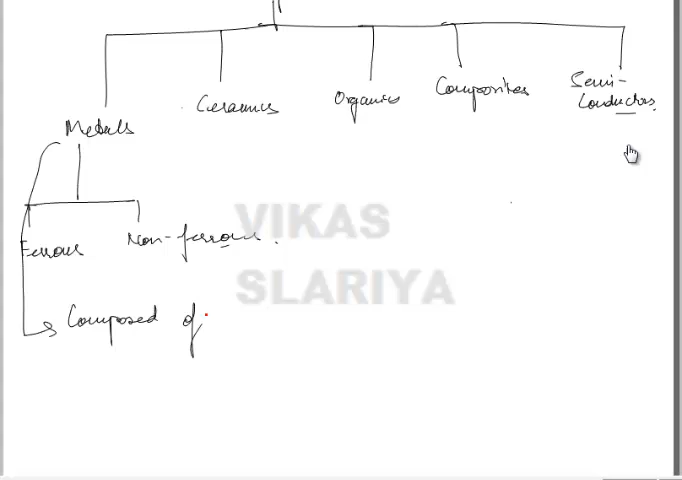 Metals
Ceramics
Organics
Composites
Semi-
Conductors.
Ferrous
Non-ferrous.
Composed of
VIKAS
SLARIYA